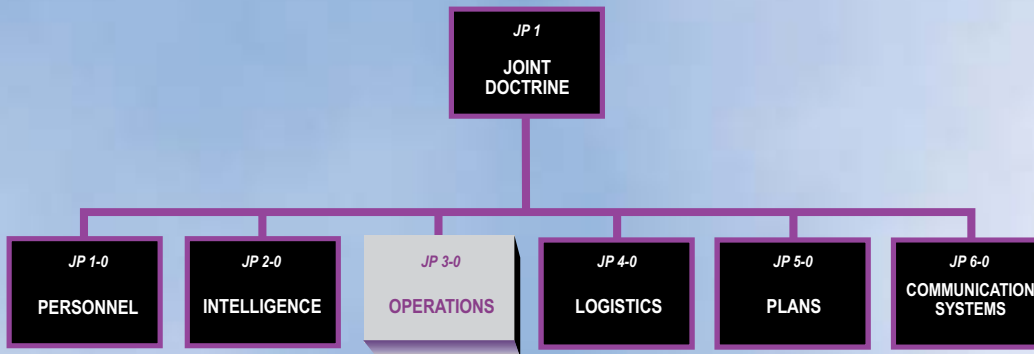 JP 1
JOINT
DOCTRINE
JP 1-0
PERSONNEL
JP 2-0
INTELLIGENCE
JP 3-0
OPERATIONS
JP 4-0
LOGISTICS
JP 5-0
PLANS
JP 6-0
COMMUNICATION
SYSTEMS